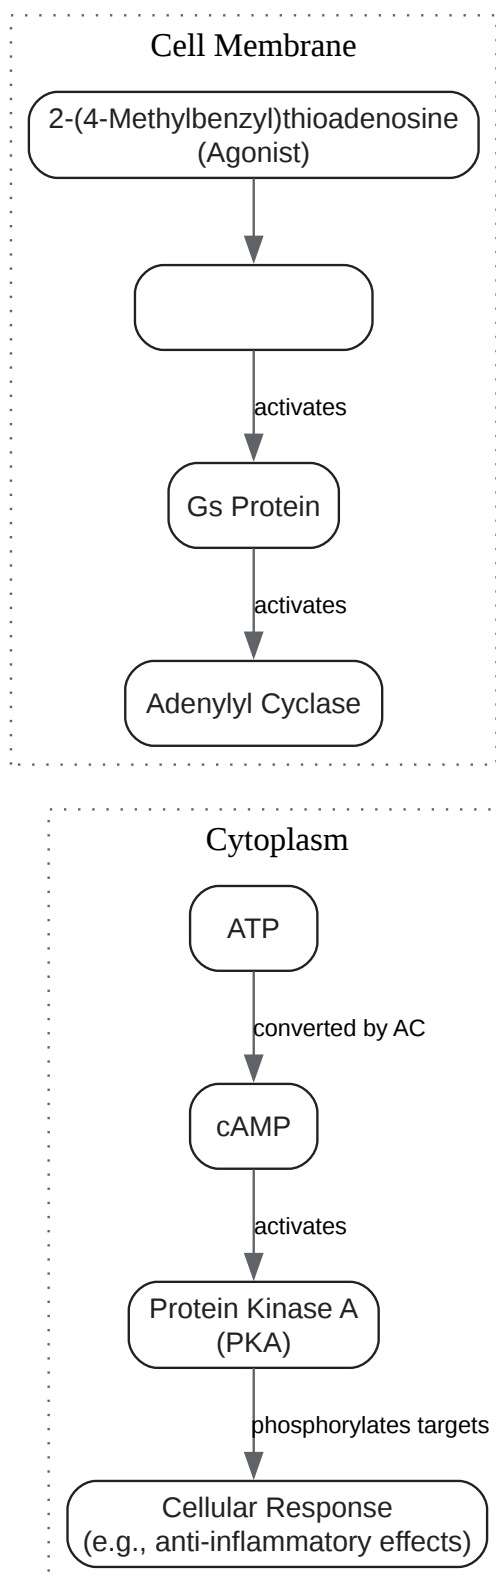 Cell Membrane
2-(4-Methylbenzyl)thioadenosine
(Agonist)
activates
Gs Protein
activates
Adenylyl Cyclase
Cytoplasm
ATP
converted by AC
cAMP
activates
Protein Kinase A
(PKA)
phosphorylates targets
Cellular Response
(e.g., anti-inflammatory effects)